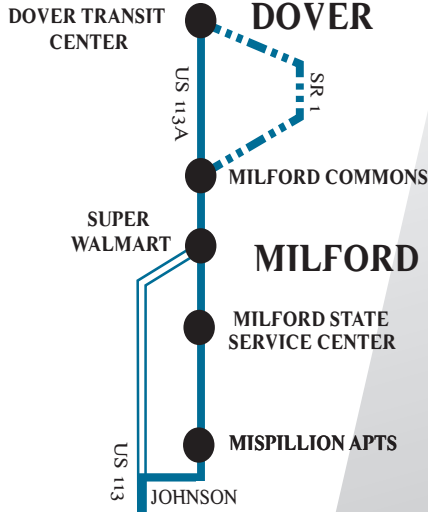 DOVER TRANSIT
CENTER
DOVER
US 113A
SR 1
MILFORD COMMONS
SUPER
WALMART
MILFORD
MILFORD STATE
SERVICE CENTER
MISPILLION APTS
US 113
JOHNSON